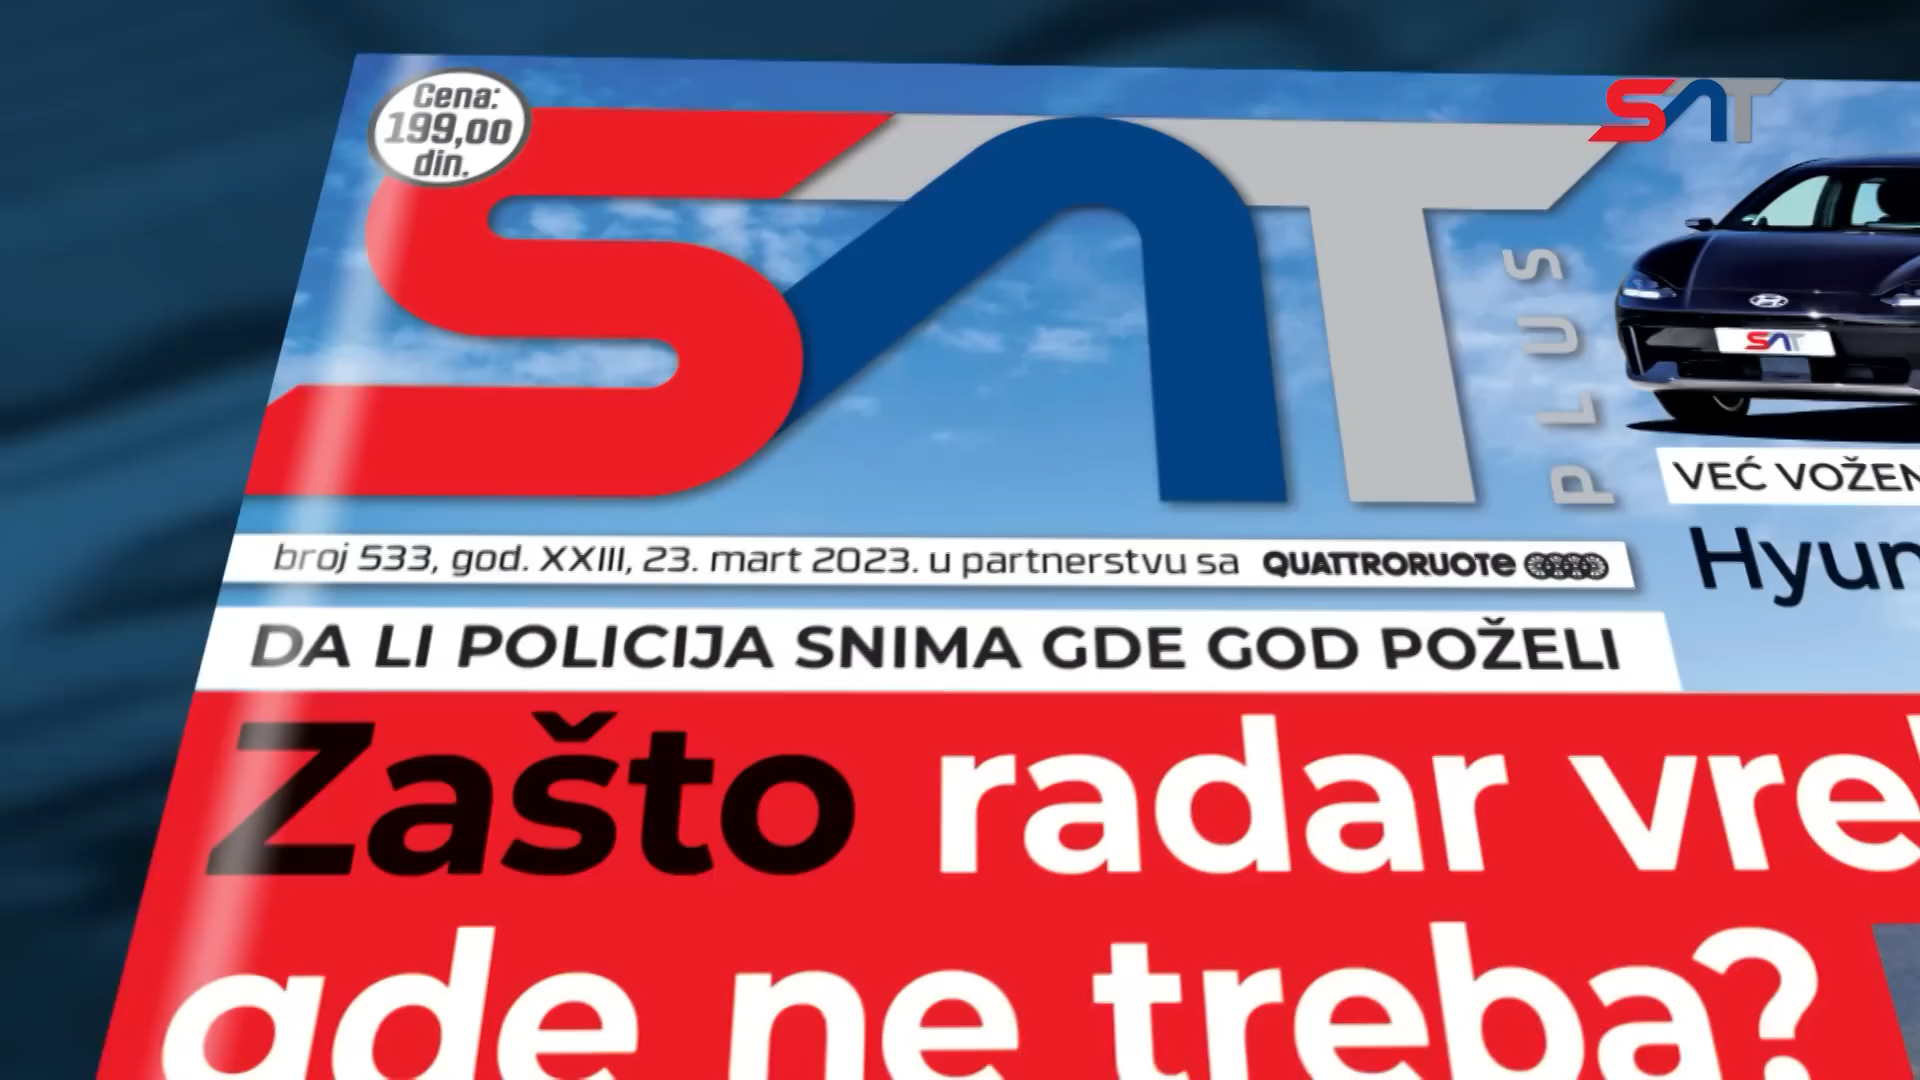 Cena:
199,00
din.
SAT
PLUS
SAT
SAT
broj 533, god. XXIII, 23. mart 2023. u partnerstvu sa QUATTRORUOTe
VEĆ VOŽEN
Hyun
DA LI POLICIJA SNIMA GDE GOD POŽELI
Zašto radar vre
gde ne treba?